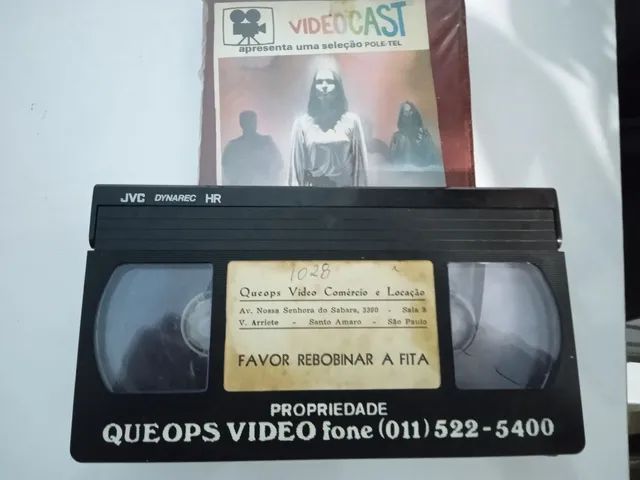 VIDEOCAST
apresenta uma seleção POLE-TEL
JVC DYNAREC HR
1028
Queops Video Comércio e Locação
Av. Nossa Senhora do Sabara, 3390 - Sala 3
V. Arriete - Santo Amaro - São Paulo
FAVOR REBOBINAR A FITA
PROPRIEDADE
QUEOPS VIDEO fone (011) 522-5400